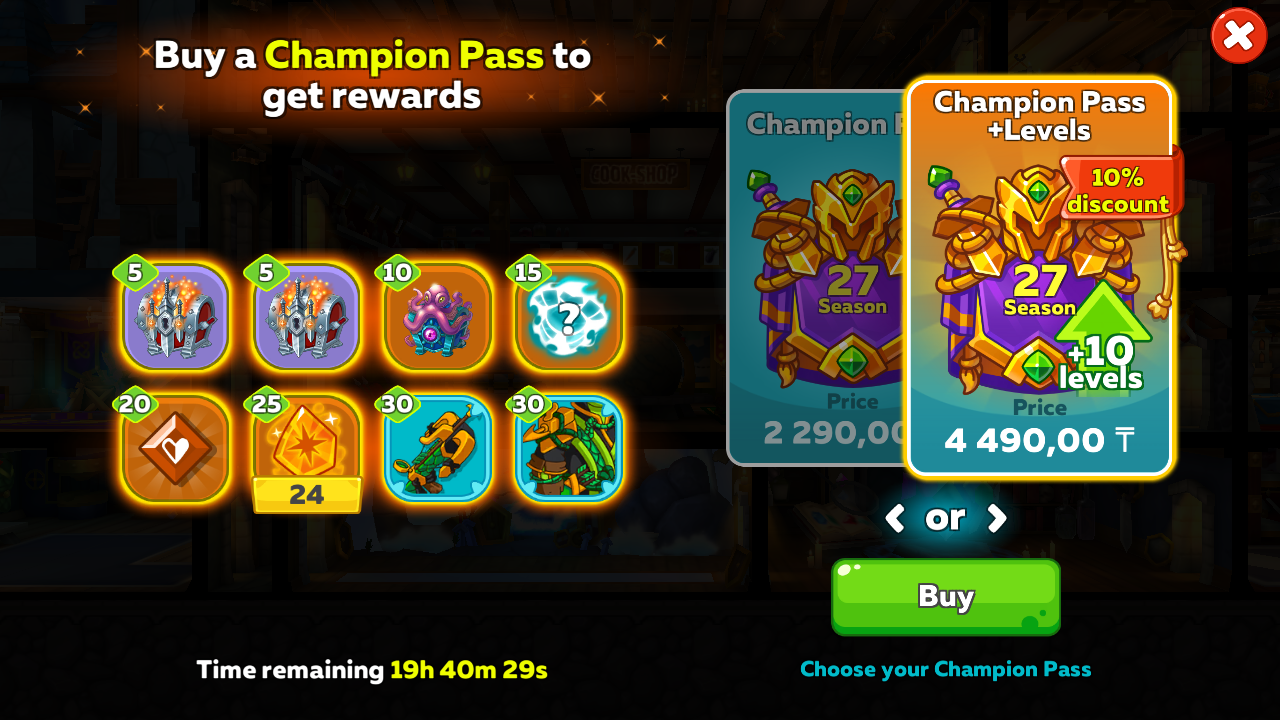 Buy a Champion Pass to
get rewards
COOK-SHOP
5
5
10
15
?
20
25
30
30
24
Time remaining 19h 40m 29s
Champion P
27
Season
Price
2 290,00
Champion Pass
+Levels
10%
discount
27
Season
+10
levels
Price
4 490,00 ₸
or
Buy
Choose your Champion Pass